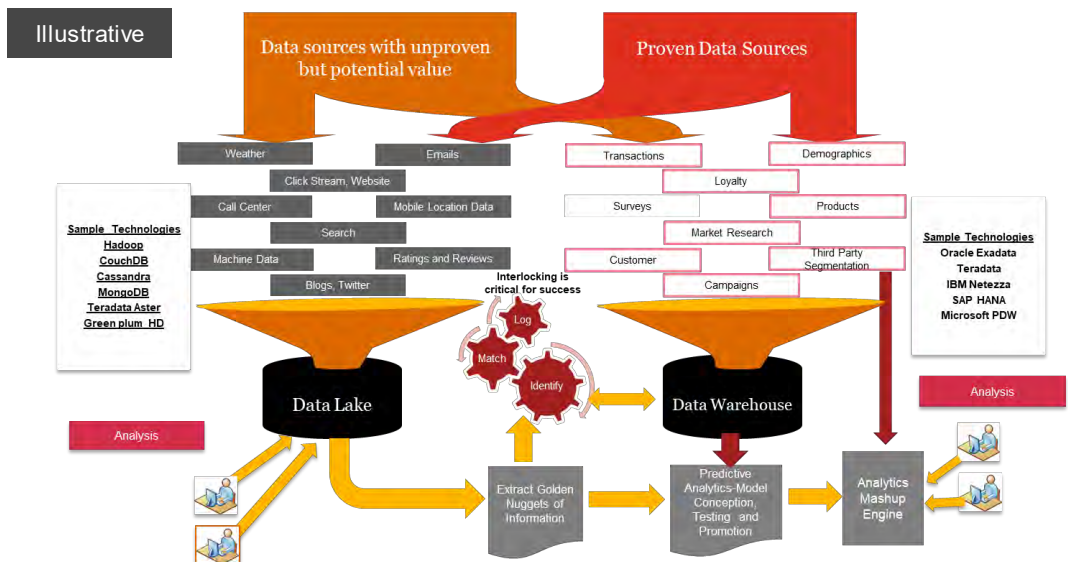 Illustrative
Data sources with unproven
but potential value
Proven Data Sources
Weather
Emails
Click Stream, Website
Call Center
Mobile Location Data
Search
Machine Data
Ratings and Reviews
Blogs, Twitter
Transactions
Demographics
Loyalty
Surveys
Products
Market Research
Customer
Third Party
Segmentation
Campaigns
Sample Technologies
Hadoop
CouchDB
Cassandra
MongoDB
Teradata Aster
Green plum HD
Sample Technologies
Oracle Exadata
Teradata
IBM Netezza
SAP HANA
Microsoft PDW
Interlocking is
critical for success
Log
Match
Identify
Data Lake
Data Warehouse
Analysis
Analysis
Extract Golden
Nuggets of
Information
Predictive
Analytics-Model
Conception,
Testing and
Promotion
Analytics
Mashup
Engine